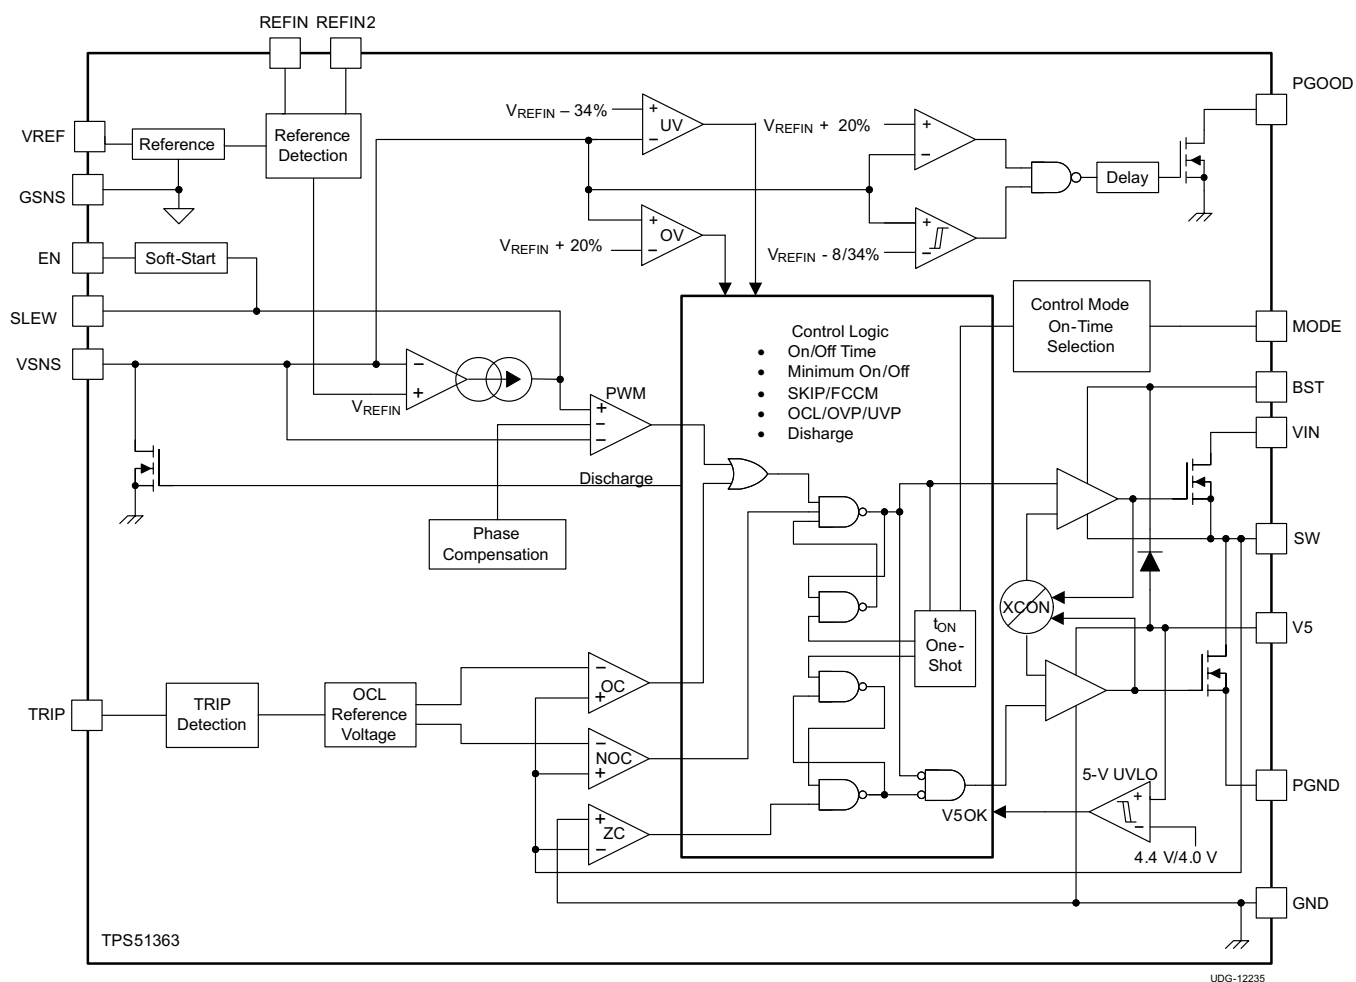 REFIN REFIN2
PGOOD
VREF
Reference
Reference
Detection
GSNS
EN
Soft-Start
SLEW
VSNS
VREFIN – 34%
UV
VREFIN + 20%
OV
VREFIN + 20%
VREFIN - 8/34%
Delay
Control Mode
On-Time
Selection
MODE
BST
VIN
SW
V5
PGND
GND
VREFIN
PWM
Control Logic
• On/Off Time
• Minimum On/Off
• SKIP/FCCM
• OCL/OVP/UVP
• Disharge
Discharge
Phase
Compensation
XCON
tON
One-
Shot
TRIP
TRIP
Detection
OCL
Reference
Voltage
OC
NOC
ZC
5-V UVLO
V5OK
4.4 V/4.0 V
TPS51363
UDG-12235